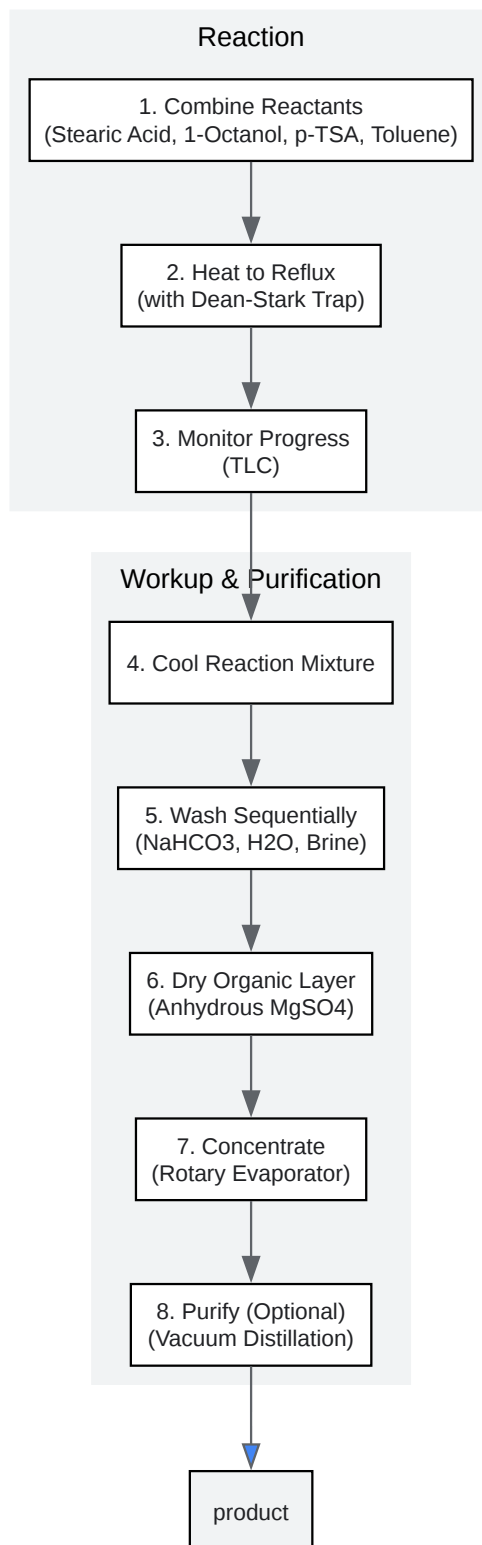 Reaction
1. Combine Reactants
(Stearic Acid, 1-Octanol, p-TSA, Toluene)
2. Heat to Reflux
(with Dean-Stark Trap)
3. Monitor Progress
(TLC)
Workup & Purification
4. Cool Reaction Mixture
5. Wash Sequentially
(NaHCO3, H2O, Brine)
6. Dry Organic Layer
(Anhydrous MgSO4)
7. Concentrate
(Rotary Evaporator)
8. Purify (Optional)
(Vacuum Distillation)
product